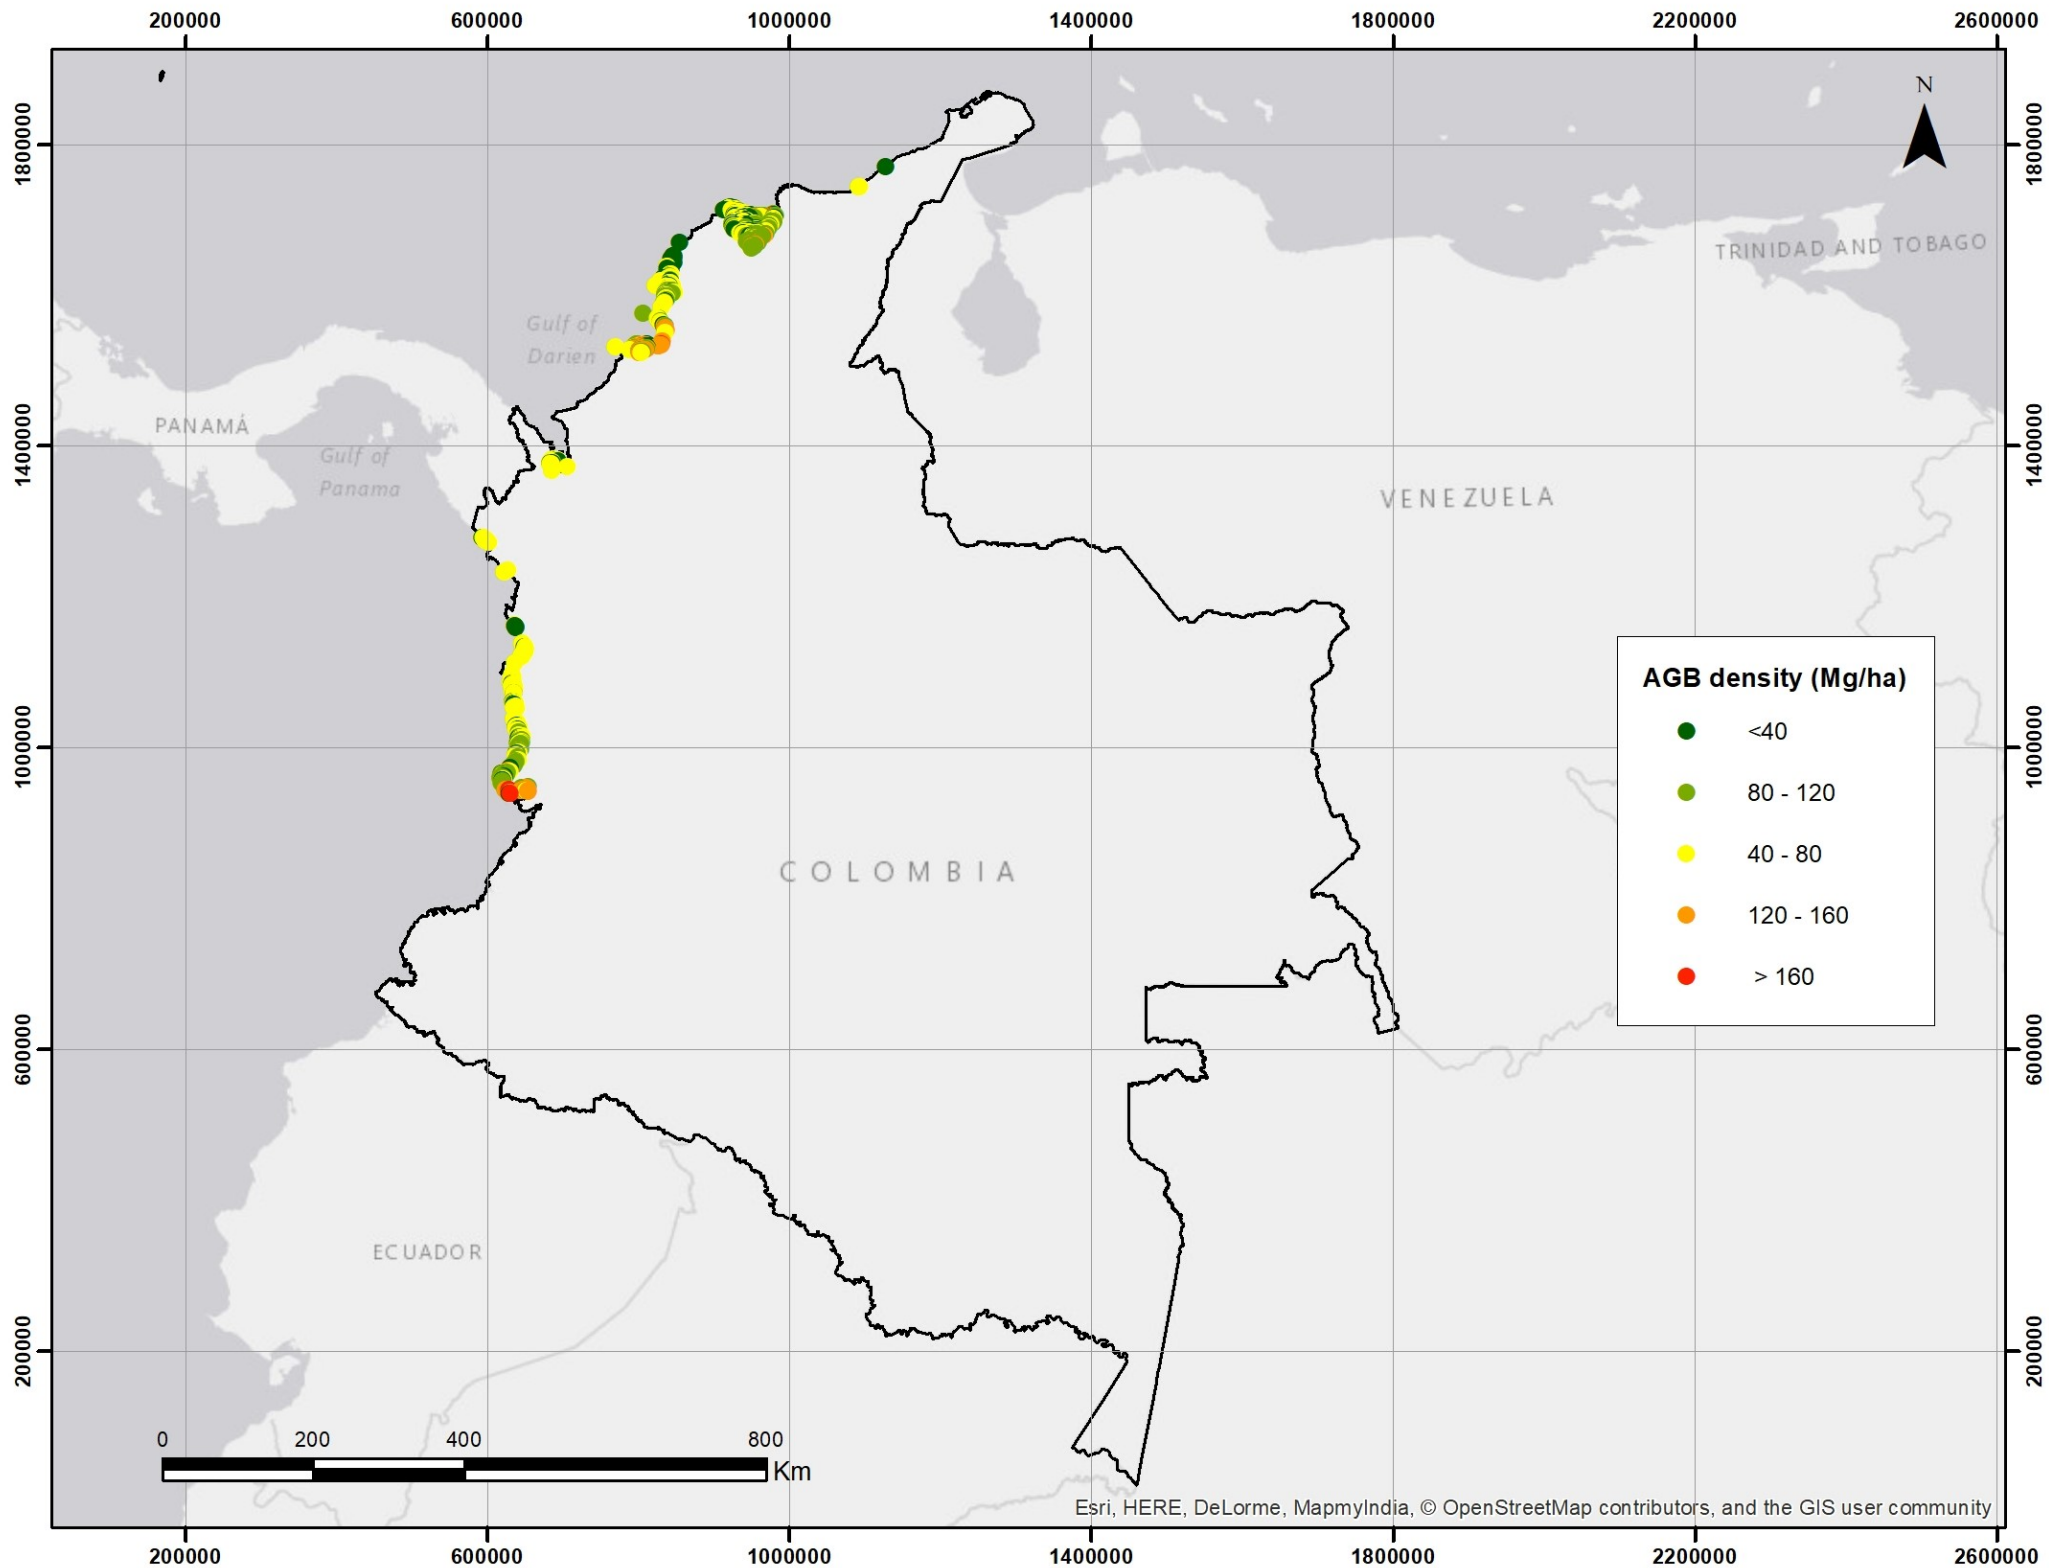 200000 600000 1000000 1400000 1800000 2200000 2600000
N
1800000 1800000
TRINIDAD AND TOBAGO
Gulf of
Darien
PANAMÁ
1400000 1400000
Gulf of
Panama
VENEZUELA
AGB density (Mg/ha)
<40
1000000 1000000
80 - 120
40 - 80
COLOMBIA
120 - 160
> 160
600000 600000
ECUADOR
200000 200000
0 200 400 800
Km
Esri, HERE, DeLorme, MapmyIndia, © OpenStreetMap contributors, and the GIS user community
200000 600000 1000000 1400000 1800000 2200000 2600000